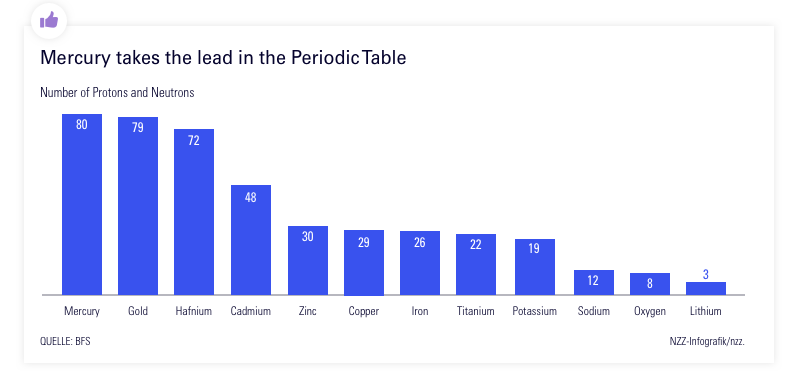 Mercury takes the lead in the Periodic Table
Number of Protons and Neutrons
80 79 72 48 30 29 26 22 19 12 8 3
Mercury Gold Hafnium Cadmium Zinc Copper Iron Titanium Potassium Sodium Oxygen Lithium
QUELLE: BFS NZZ-Infografik/nzz.